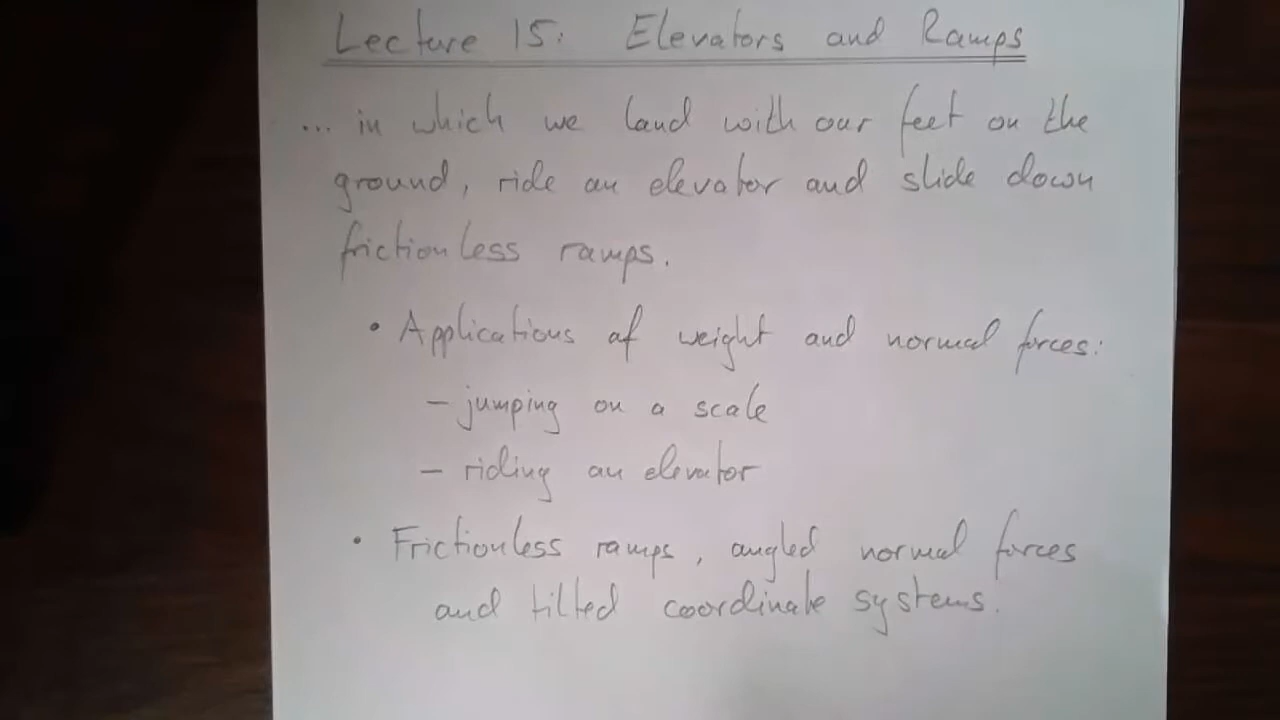 Lecture 15: Elevators and Ramps
... in which we land with our feet on the
ground, ride an elevator and slide down
frictionless ramps.
• Applications of weight and normal forces:
– jumping on a scale
– riding an elevator
• Frictionless ramps, angled normal forces
and tilted coordinate systems.